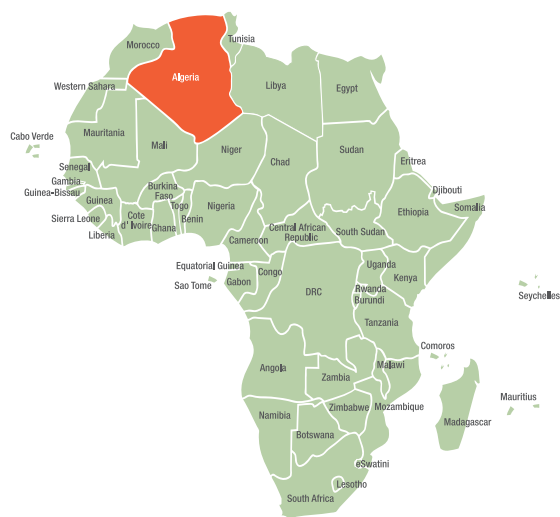 Tunisia
Morocco
Algeria
Libya
Egypt
Western Sahara
Mauritania
Cabo Verde
Mali
Niger
Chad
Sudan
Eritrea
Senegal
Gambia
Guinea-Bissau
Djibouti
Somalia
Guinea
Burkina
Faso
Togo
Benin
Nigeria
Ethiopia
Sierra Leone
Cote
d' Ivoire
Ghana
Liberia
Central African
Republic
South Sudan
Cameroon
Equatorial Guinea
Sao Tome
Gabon
Congo
DRC
Uganda
Kenya
Rwanda
Burundi
Seychelles
Tanzania
Comoros
Angola
Zambia
Malawi
Mauritius
Zimbabwe
Mozambique
Madagascar
Namibia
Botswana
eSwatini
Lesotho
South Africa